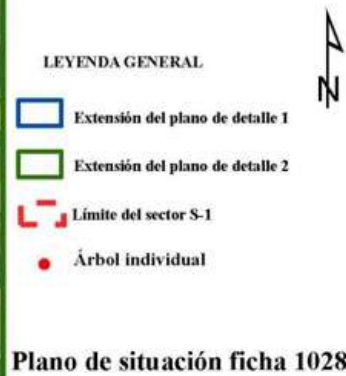 N
LEYENDA GENERAL
Extensión del plano de detalle 1
Extensión del plano de detalle 2
Límite del sector S-1
Árbol individual
Plano de situación ficha 1028